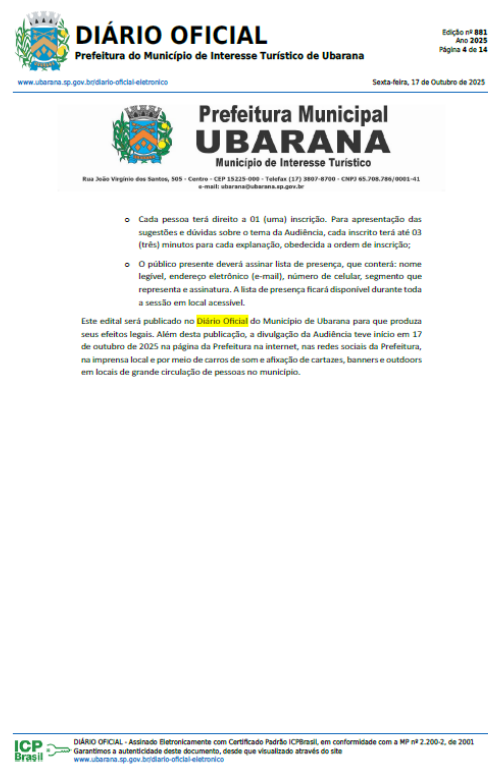 DIÁRIO OFICIAL
Prefeitura do Município de Interesse Turístico de Ubarana
Edição nº 881
Ano 2025
Página 4 de 14
www.ubarana.sp.gov.br/diario-oficial-eletronico
Sexta-feira, 17 de Outubro de 2025
Prefeitura Municipal
UBARANA
Município de Interesse Turístico
Rua João Virgínio dos Santos, 505 - Centro - CEP 15225-000 - Telefax (17) 3807-8700 - CNPJ 65.708.786/0001-41
e-mail: ubarana@ubarana.sp.gov.br
o Cada pessoa terá direito a 01 (uma) inscrição. Para apresentação das
sugestões e dúvidas sobre o tema da Audiência, cada inscrito terá até 03
(três) minutos para cada explanação, obedecida a ordem de inscrição;
o O público presente deverá assinar lista de presença, que conterá: nome
legível, endereço eletrônico (e-mail), número de celular, segmento que
representa e assinatura. A lista de presença ficará disponível durante toda
a sessão em local acessível.
Este edital será publicado no Diário Oficial do Município de Ubarana para que produza
seus efeitos legais. Além desta publicação, a divulgação da Audiência teve início em 17
de outubro de 2025 na página da Prefeitura na internet, nas redes sociais da Prefeitura,
na imprensa local e por meio de carros de som e afixação de cartazes, banners e outdoors
em locais de grande circulação de pessoas no município.
ICP
Brasil
DIÁRIO OFICIAL - Assinado Eletronicamente com Certificado Padrão ICPBrasil, em conformidade com a MP nº 2.200-2, de 2001
Garantimos a autenticidade deste documento, desde que visualizado através do site
www.ubarana.sp.gov.br/diario-oficial-eletronico